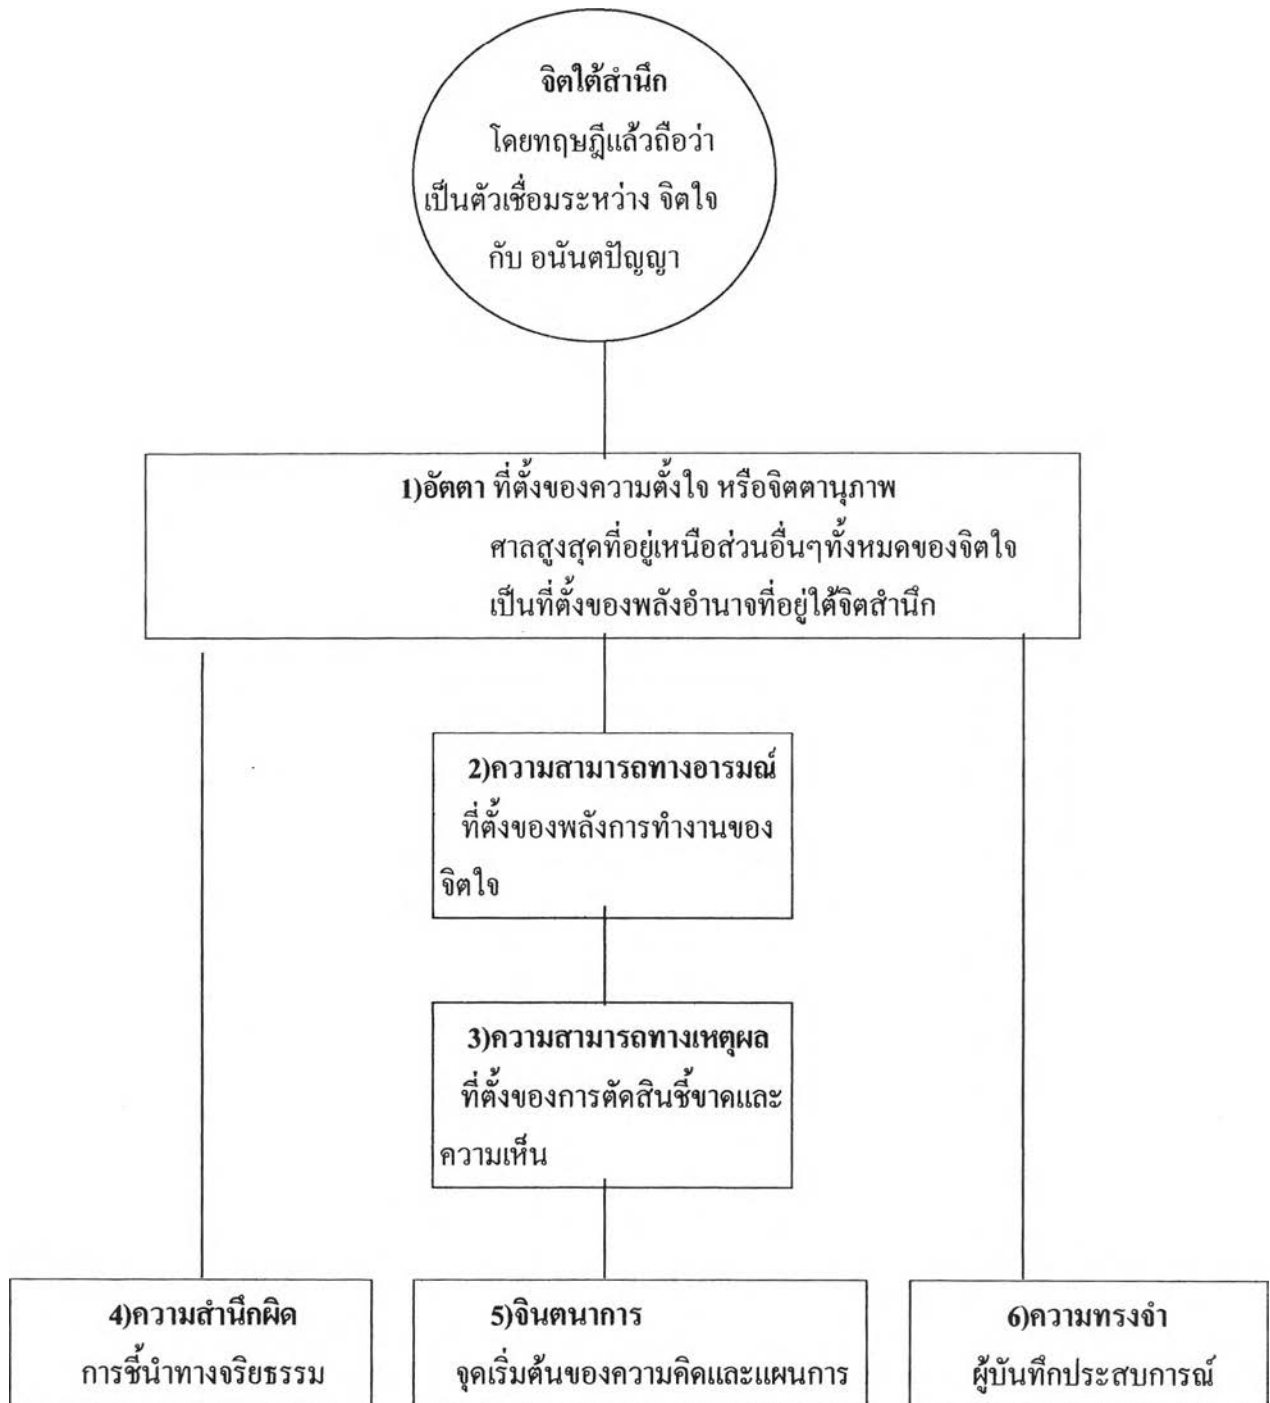 จิตใต้สำนึก
โดยทฤษฎีแล้วถือว่า
เป็นตัวเชื่อมระหว่าง จิตใจ
กับ อนันตปัญญา
1)อัตตา ที่ตั้งของความตั้งใจ หรือจิตตานุภาพ
ศาลสูงสุดที่อยู่เหนือส่วนอื่นๆทั้งหมดของจิตใจ
เป็นที่ตั้งของพลังอำนาจที่อยู่ใต้จิตสำนึก
2)ความสามารถทางอารมณ์
ที่ตั้งของพลังการทำงานของ
จิตใจ
3)ความสามารถทางเหตุผล
ที่ตั้งของการตัดสินชี้ขาดและ
ความเห็น
4)ความสำนึกผิด
การชี้นำทางจริยธรรม
5)จินตนาการ
จุดเริ่มต้นของความคิดและแผนการ
6)ความทรงจำ
ผู้บันทึกประสบการณ์